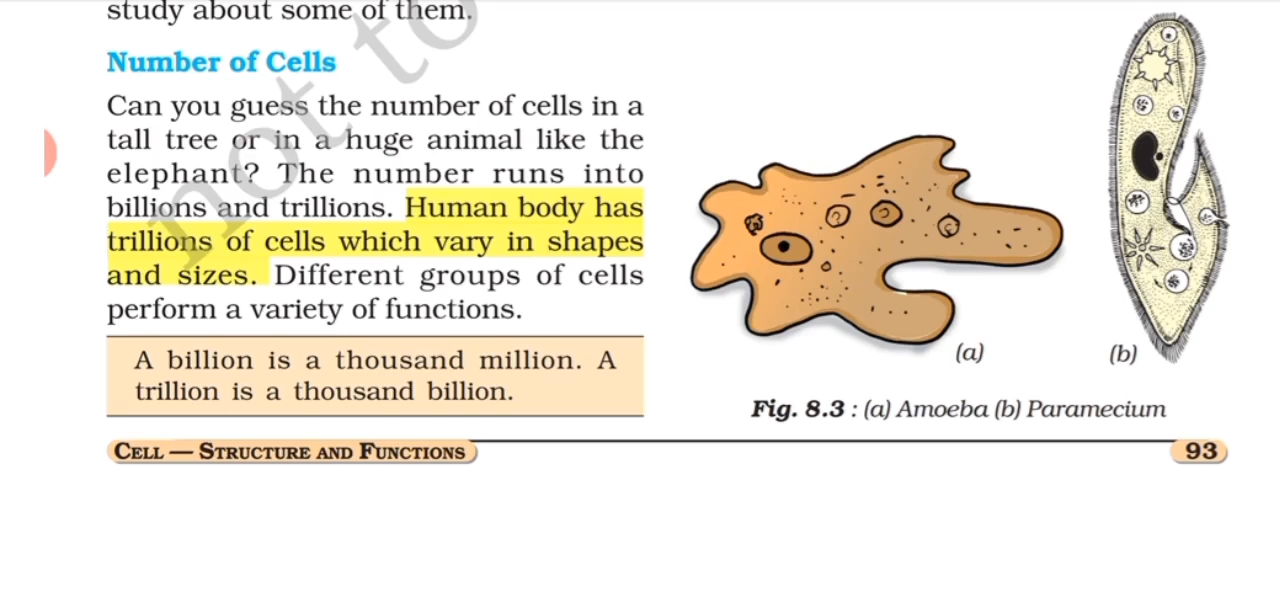 study about some of them.
Number of Cells
Can you guess the number of cells in a
tall tree or in a huge animal like the
elephant? The number runs into
billions and trillions. Human body has
trillions of cells which vary in shapes
and sizes. Different groups of cells
perform a variety of functions.
A billion is a thousand million. A
trillion is a thousand billion.
(a)
(b)
Fig. 8.3 : (a) Amoeba (b) Paramecium
CELL — STRUCTURE AND FUNCTIONS
93
not to